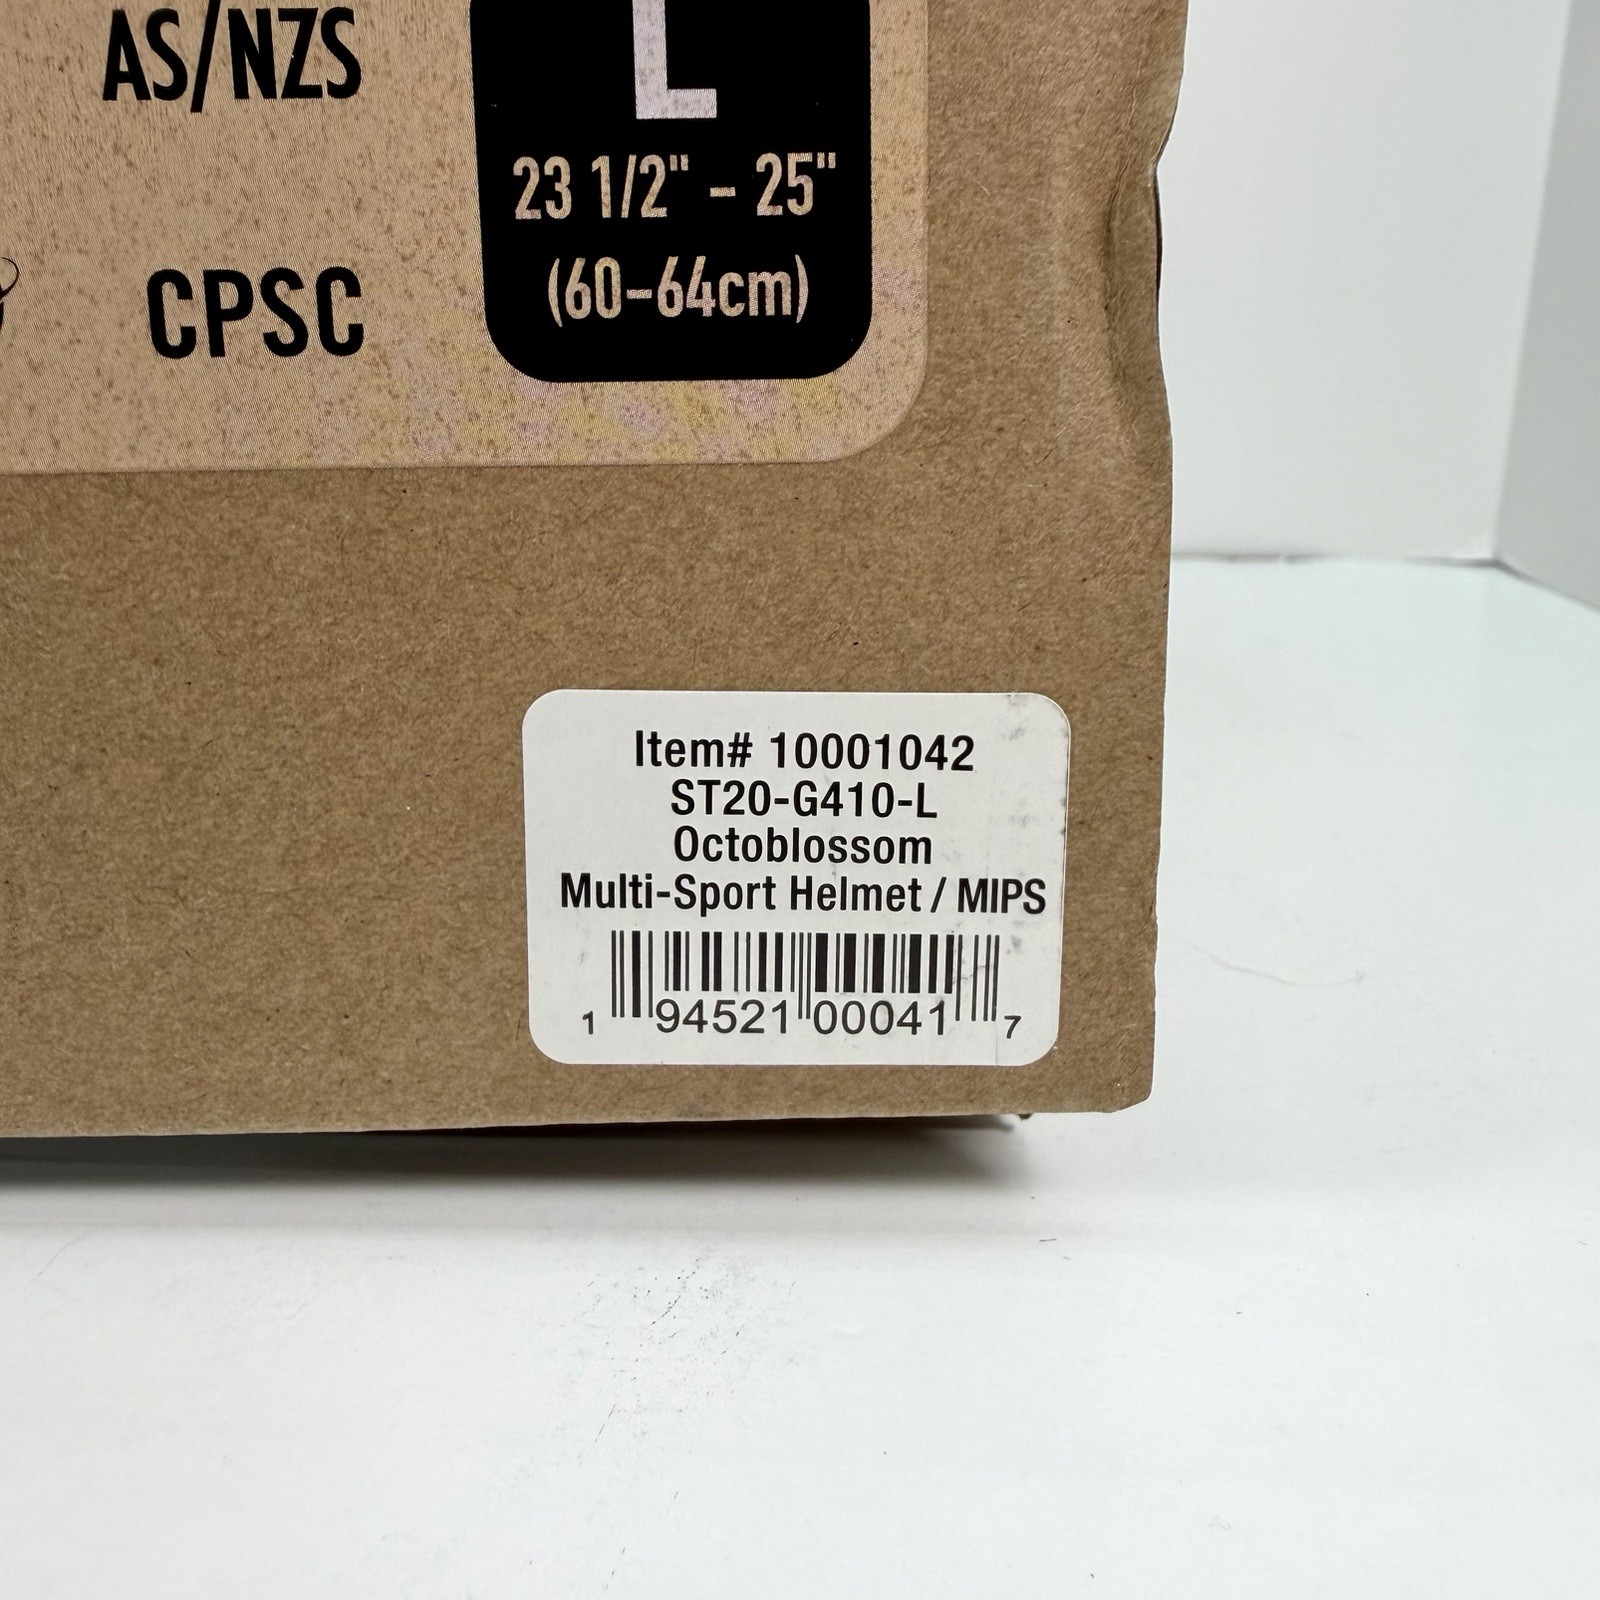 AS/NZS
CPSC
L
23 1/2" - 25"
(60-64cm)
Item# 10001042
ST20-G410-L
Octoblossom
Multi-Sport Helmet / MIPS
1 94521 00041 7